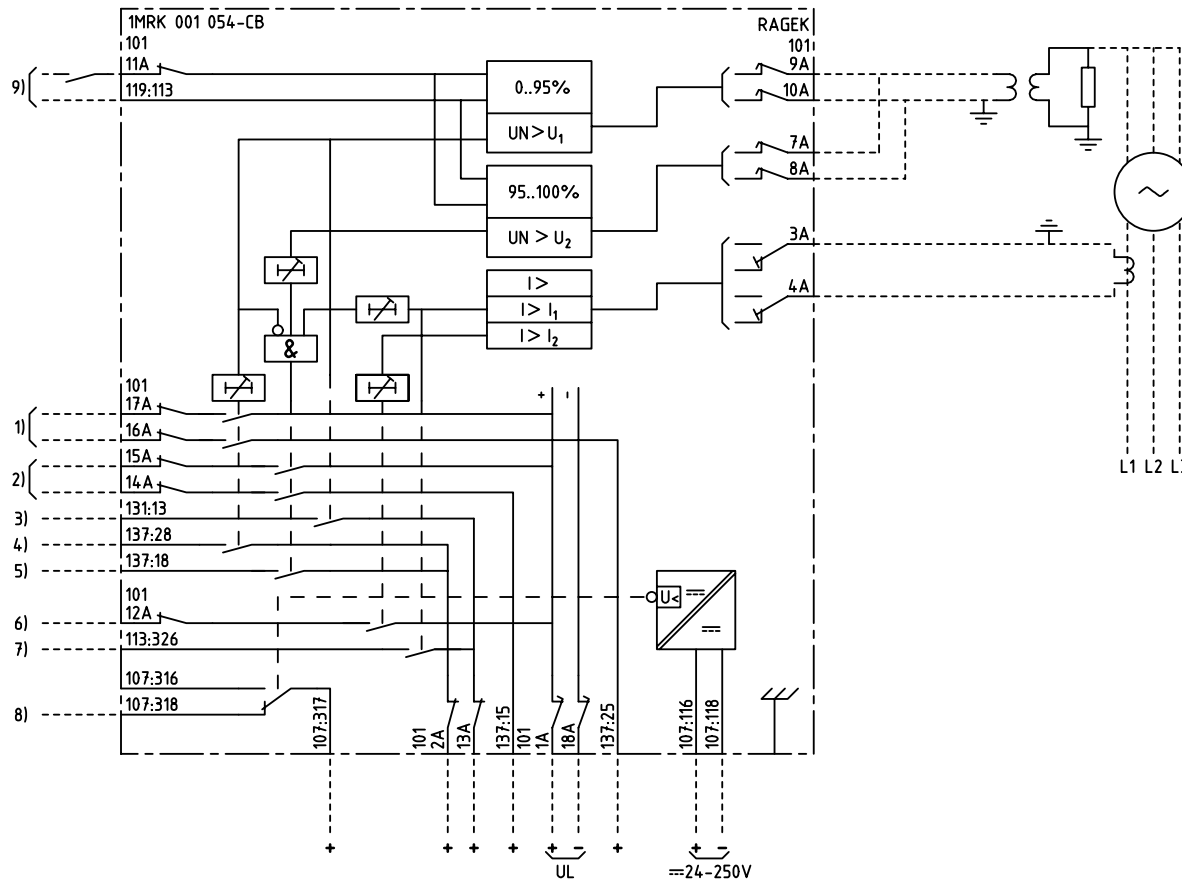 1MRK 001 054-CB
RAGEK
101
101
9)
11A
119:113
0..95%
UN>U1
9A
10A
7A
8A
95..100%
UN > U2
3A
4A
I>
I> I1
I> I2
&
101
+ -
1)
17A
16A
2)
15A
14A
3)
131:13
4)
137:28
5)
137:18
101
6)
12A
7)
113:326
107:316
8)
107:318
U<
L1 L2 L3
107:317
101
2A
13A
137:15
101
1A
18A
137:25
107:116
107:118
+ + + + + - + + -
UL
24-250V